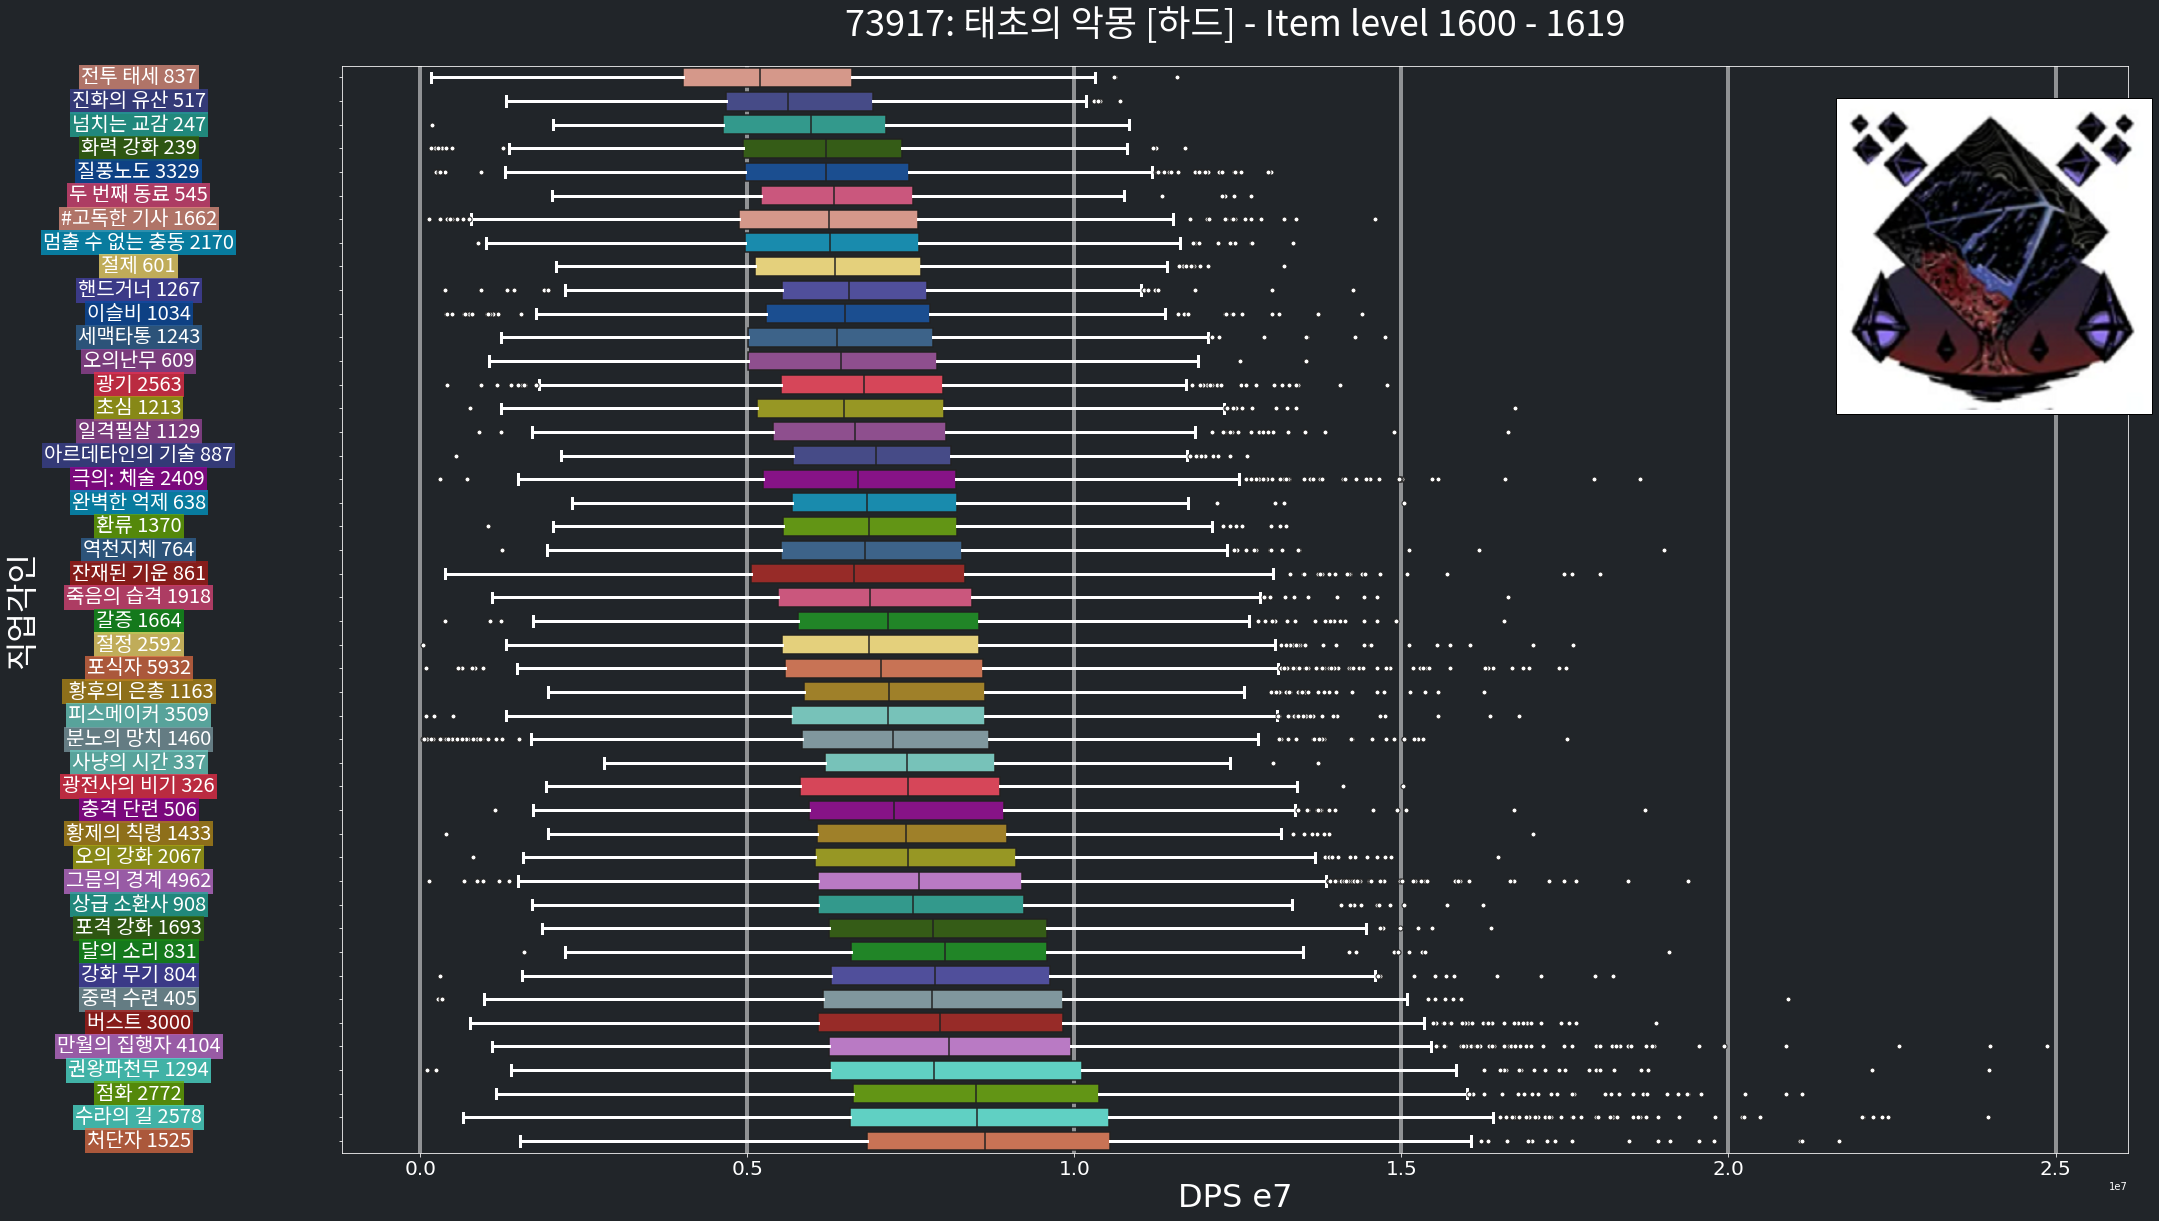 73917: 태초의 악몽 [하드] - Item level 1600 - 1619
직업각인
전투 태세 837
진화의 유산 517
넘치는 교감 247
화력 강화 239
질풍노도 3329
두 번째 동료 545
#고독한 기사 1662
멈출 수 없는 충동 2170
절제 601
핸드거너 1267
이슬비 1034
세맥타통 1243
오의난무 609
광기 2563
초심 1213
일격필살 1129
아르데타인의 기술 887
극의: 체술 2409
완벽한 억제 638
환류 1370
역천지체 764
잔재된 기운 861
죽음의 습격 1918
갈증 1664
절정 2592
포식자 5932
황후의 은총 1163
피스메이커 3509
분노의 망치 1460
사냥의 시간 337
광전사의 비기 326
충격 단련 506
황제의 칙령 1433
오의 강화 2067
그믐의 경계 4962
상급 소환사 908
포격 강화 1693
달의 소리 831
강화 무기 804
중력 수련 405
버스트 3000
만월의 집행자 4104
권왕파천무 1294
점화 2772
수라의 길 2578
처단자 1525
0.0 0.5 1.0 1.5 2.0 2.5
1e7
DPS e7